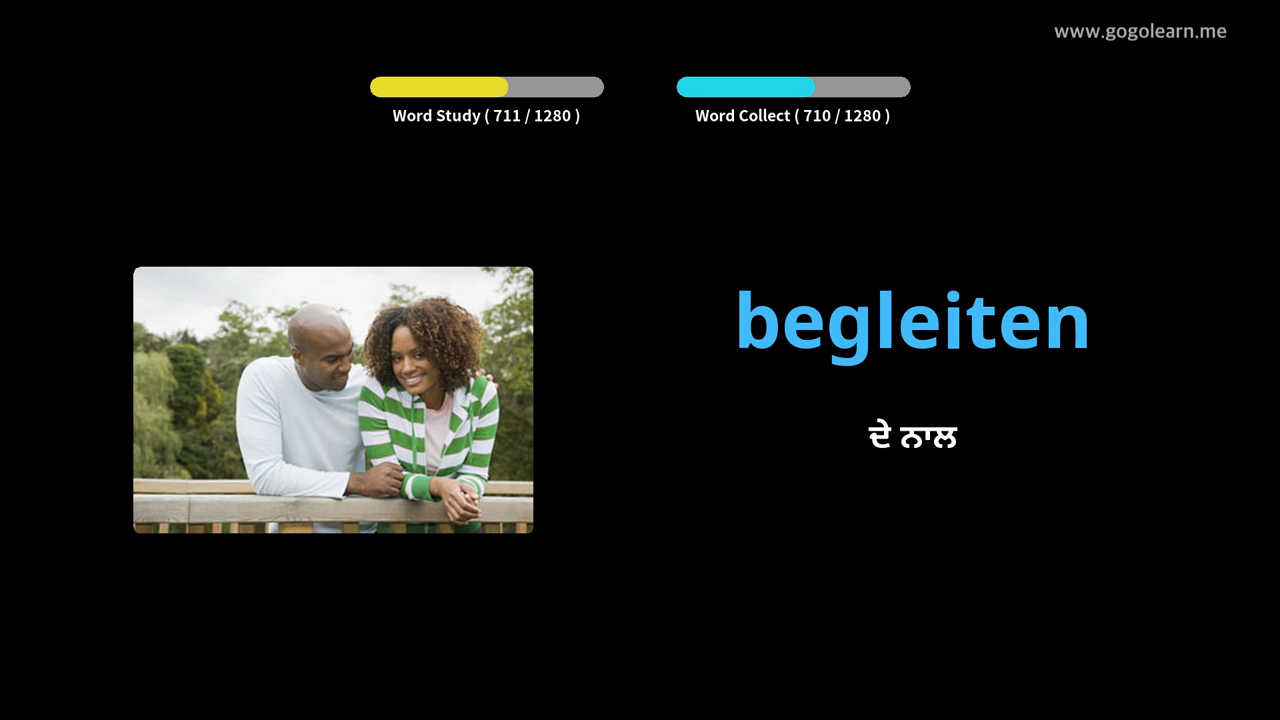 www.gogolearn.me
Word Study ( 711 / 1280 )
Word Collect ( 710 / 1280 )
begleiten
ਦੇ ਨਾਲ